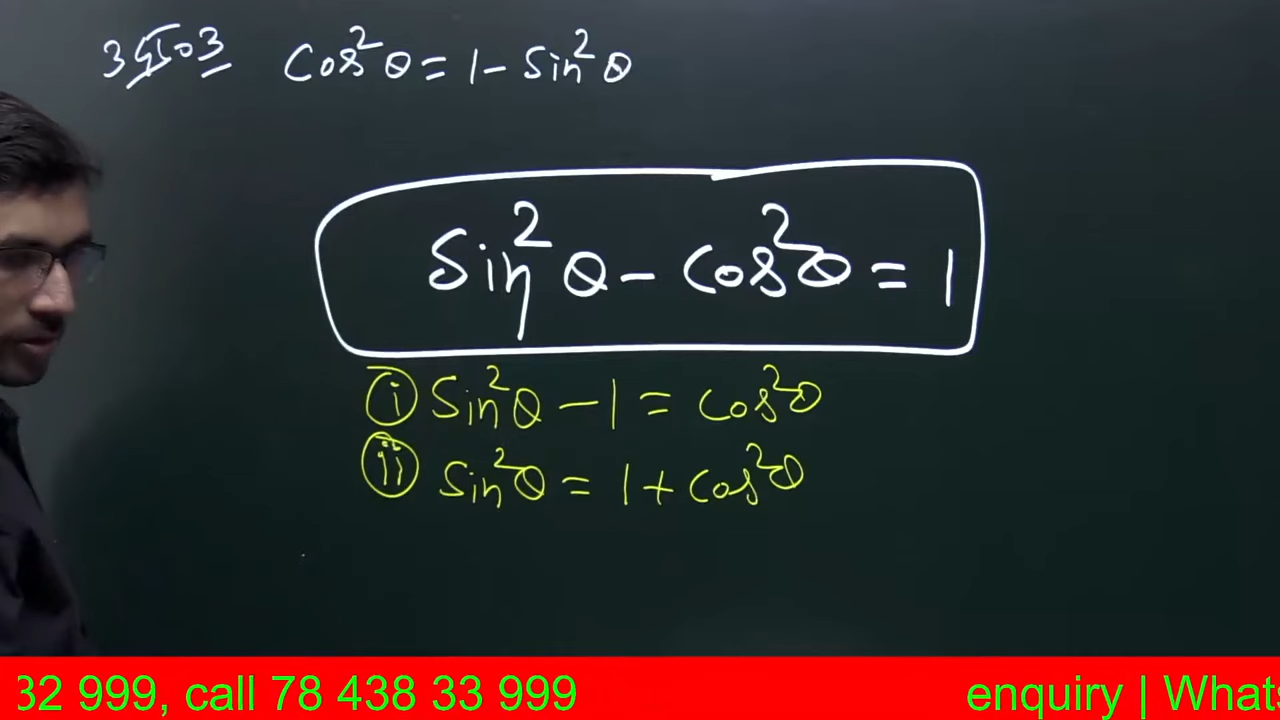 Cos²θ = 1 - Sin²θ
Sin²θ - Cos²θ = 1
(i) Sin²θ - 1 = Cos²θ
(ii) Sin²θ = 1 + Cos²θ
32 999, call 78 438 33 999 enquiry | Whats